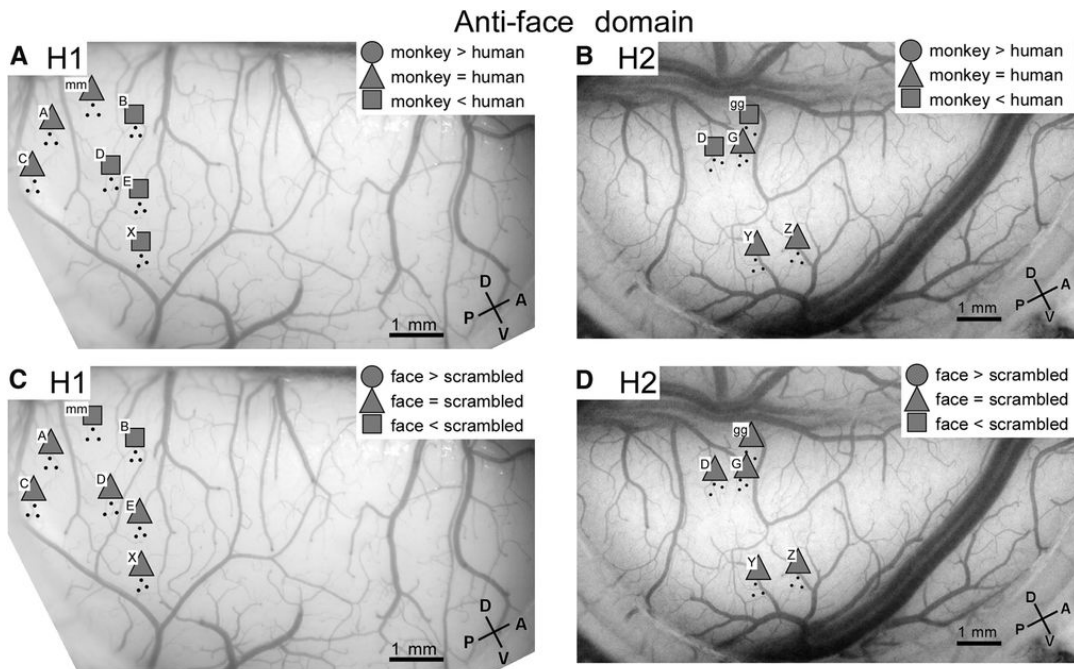 Anti-face domain
A H1
monkey > human
monkey = human
monkey < human
mm
A
B
C
D
E
X
D
A
P
V
1 mm
B H2
monkey > human
monkey = human
monkey < human
gg
D
G
Y
Z
D
A
P
V
1 mm
C H1
face > scrambled
face = scrambled
face < scrambled
mm
A
B
C
D
E
X
D
A
P
V
1 mm
D H2
face > scrambled
face = scrambled
face < scrambled
gg
D
G
Y
Z
D
A
P
V
1 mm